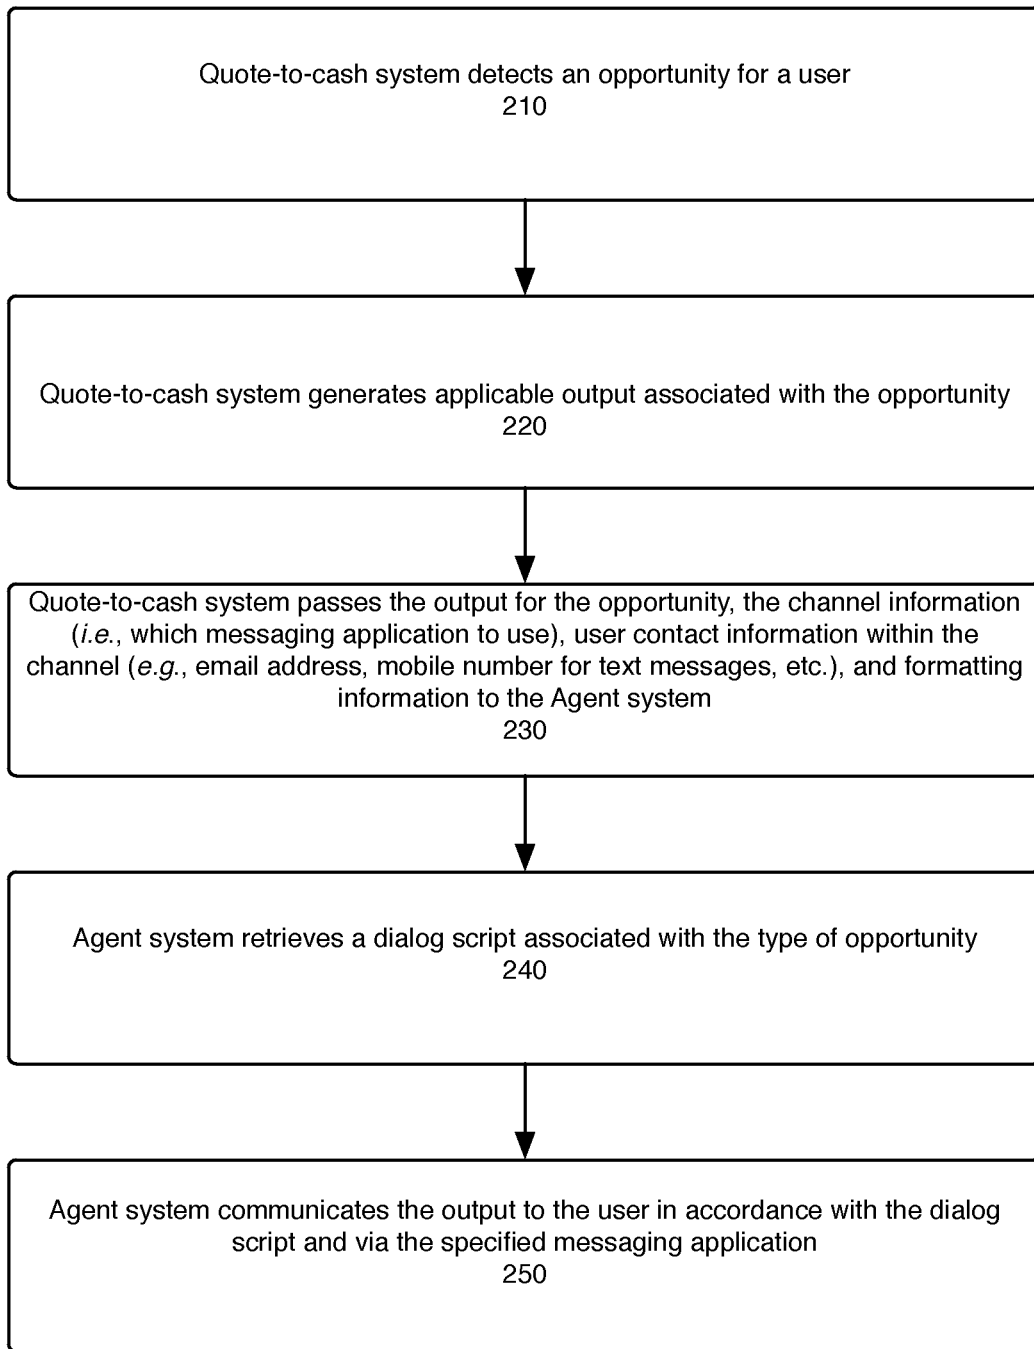 Quote-to-cash system detects an opportunity for a user
210
Quote-to-cash system generates applicable output associated with the opportunity
220
Quote-to-cash system passes the output for the opportunity, the channel information
(i.e., which messaging application to use), user contact information within the
channel (e.g., email address, mobile number for text messages, etc.), and formatting
information to the Agent system
230
Agent system retrieves a dialog script associated with the type of opportunity
240
Agent system communicates the output to the user in accordance with the dialog
script and via the specified messaging application
250